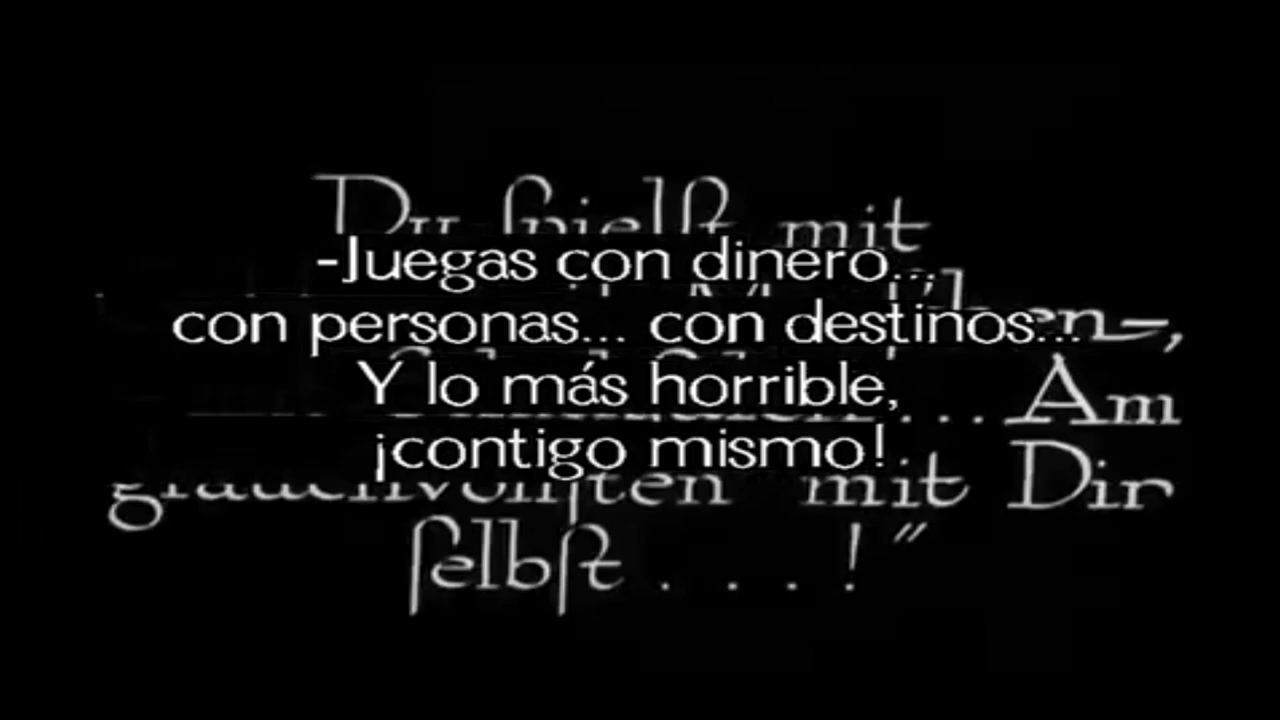 Du ſpielſt mit
-Juegas con dinero...
con personas... con destinos...
Y lo más horrible,
Am
¡contigo mismo!
grauenvollſten mit Dir
ſelbſt . . . !”